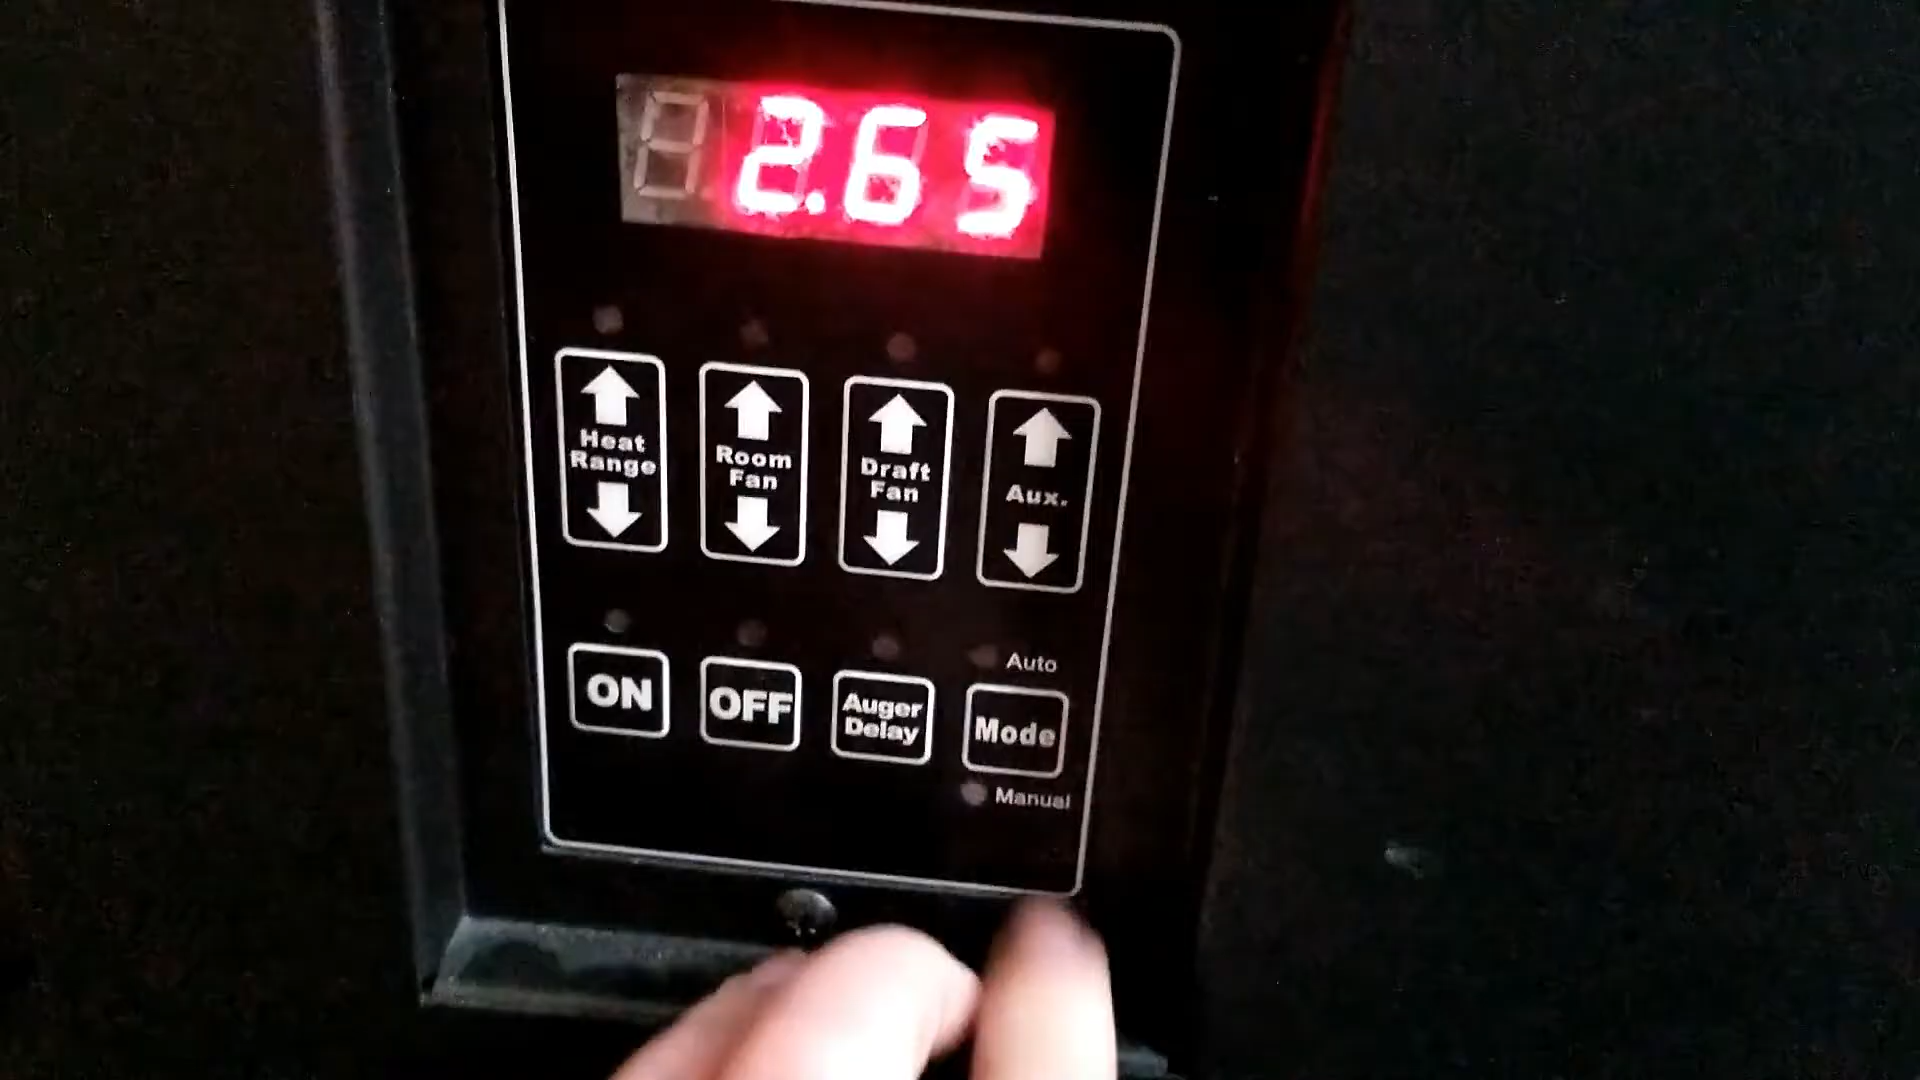 2.65
Heat
Range
Room
Fan
Draft
Fan
Aux.
ON
OFF
Auger
Delay
Auto
Mode
Manual